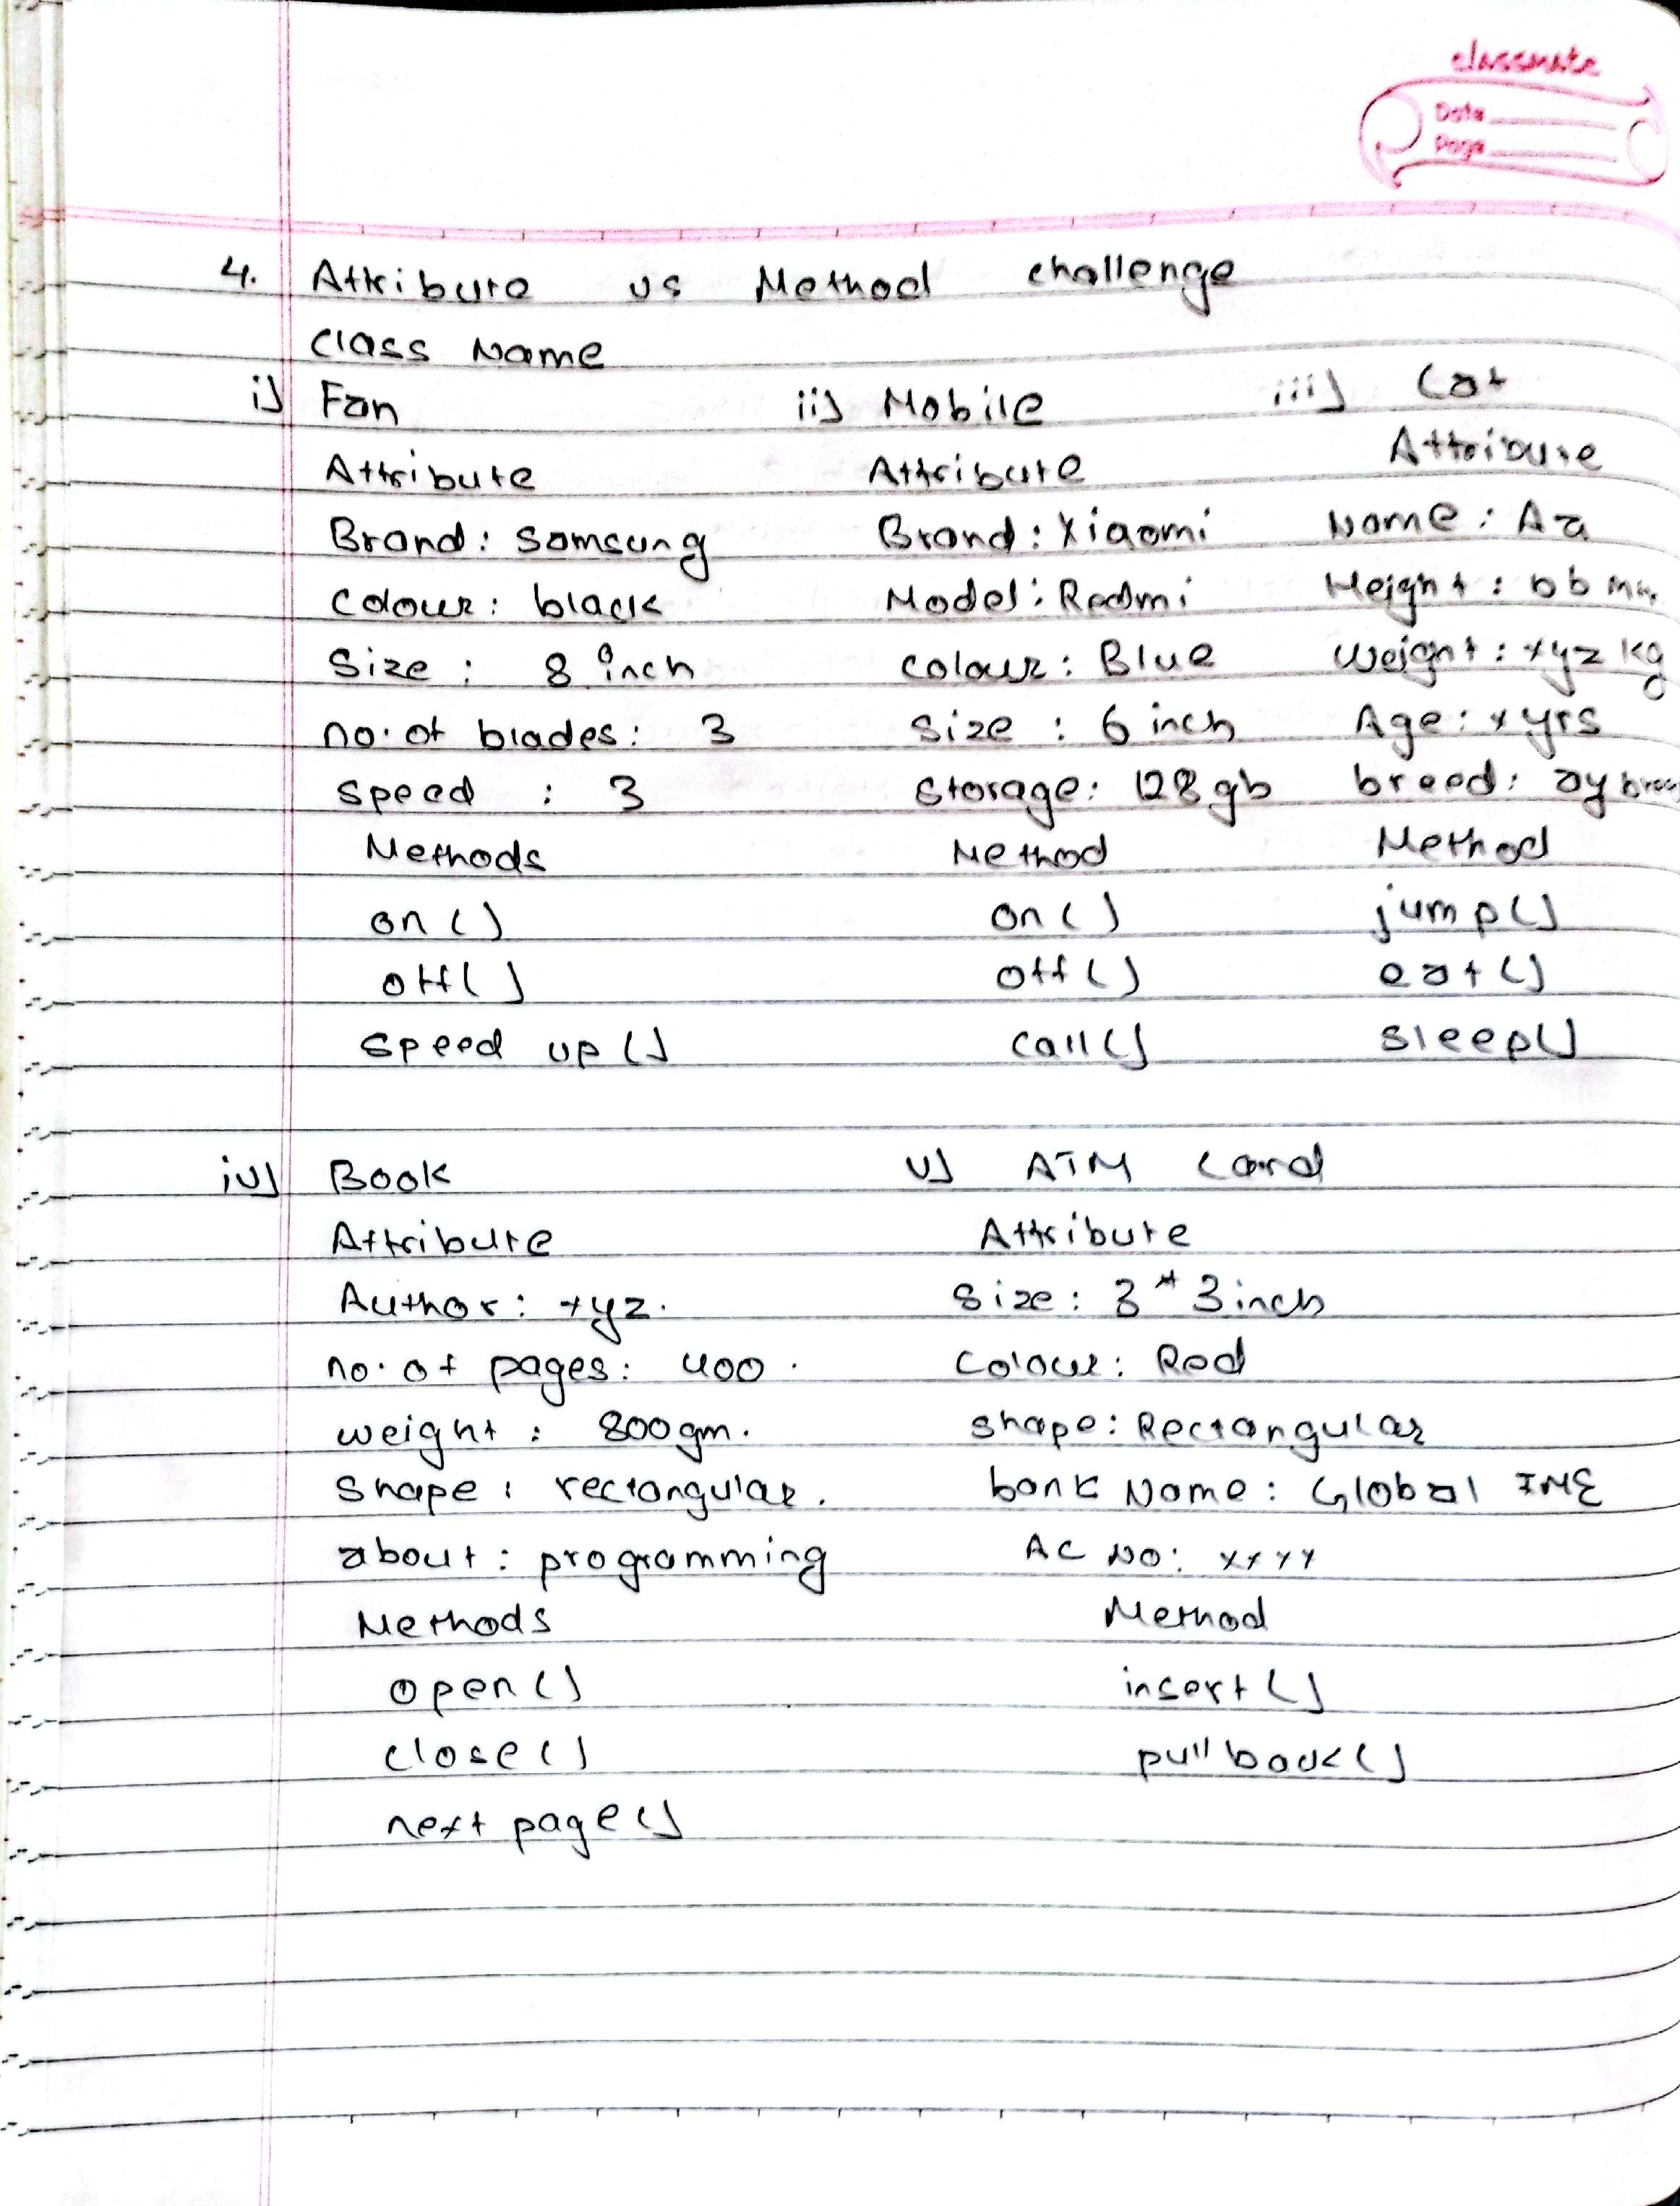 classmate
Date
Page
4. Attribute vs Method challenge
Class Name
i) Fan
Attribute
Brand: Samsung
Colour: black
Size : 8 inch
no. of blades: 3
Speed : 3
Methods
on()
off()
Speed up()
ii) Mobile
Attribute
Brand: Xiaomi
Model: Redmi
Colour: Blue
Size : 6 inch
Storage: 128 gb
Method
on()
off()
call()
iii) Cat
Attribute
Name : Aa
Height : bb
Weight : xyz kg
Age: x yrs
breed: ay
Method
jump()
eat()
sleep()
iv) Book
Attribute
Author: xyz.
no. of pages: 400.
weight : 800gm.
Shape : rectangular.
about : programming
Methods
open()
close()
next page()
v) ATM Card
Attribute
Size: 3*3 inch
Colour: Red
shape: Rectangular
bank Name : Global IME
AC NO: xxxx
Method
insert()
pull back()